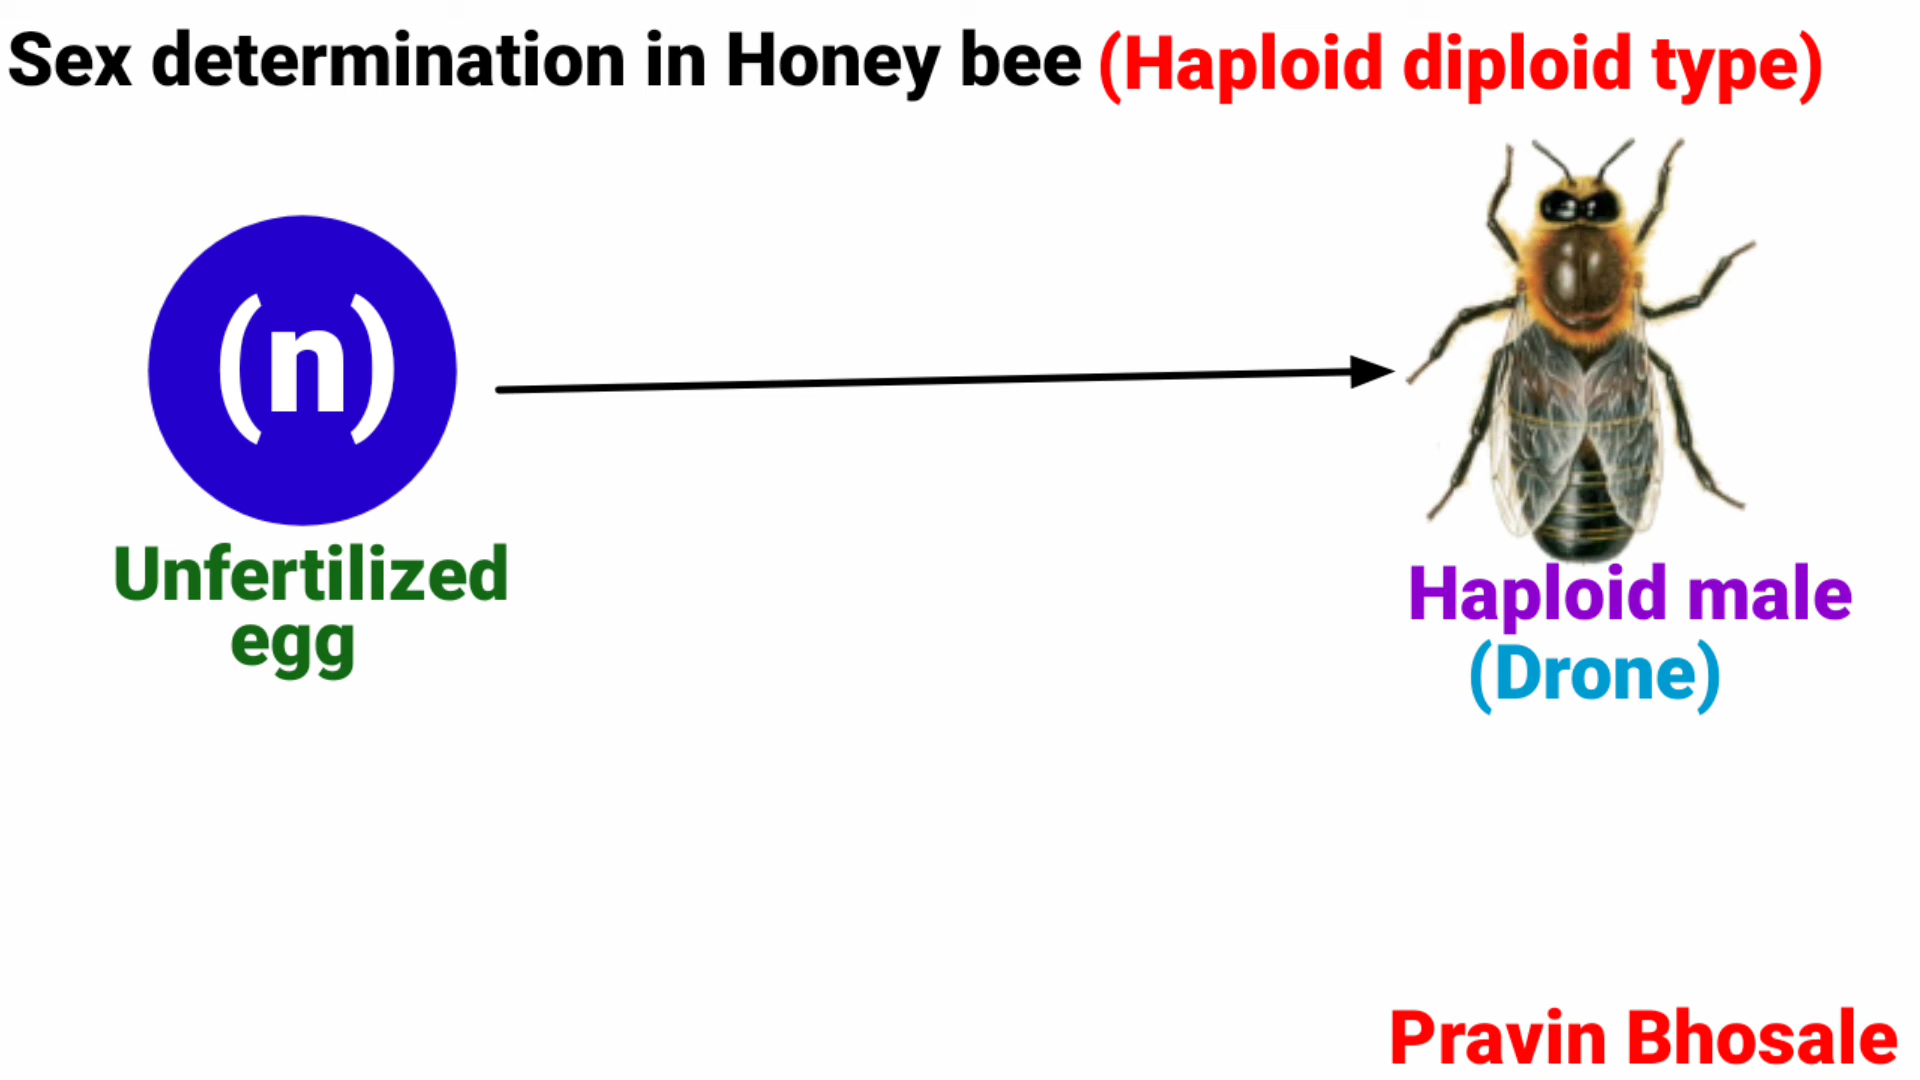 Sex determination in Honey bee (Haploid diploid type)
(n)
Unfertilized
egg
Haploid male
(Drone)
Pravin Bhosale